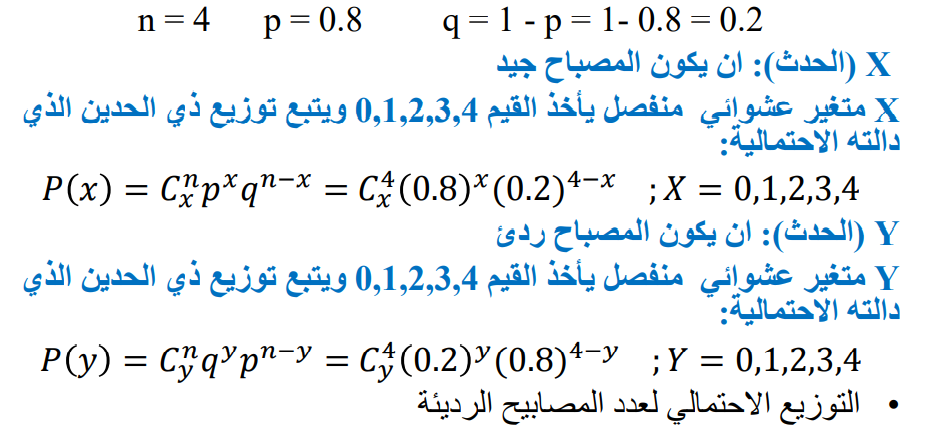 n = 4 p = 0.8 q = 1 - p = 1- 0.8 = 0.2
X (الحدث): ان يكون المصباح جيد
X متغير عشوائي منفصل يأخذ القيم 0,1,2,3,4 ويتبع توزيع ذي الحدين الذي
دالته الاحتمالية:
P(x) = C_x^n p^x q^{n−x} = C_x^4 (0.8)^x (0.2)^{4−x} ; X = 0,1,2,3,4
Y (الحدث): ان يكون المصباح ردئ
Y متغير عشوائي منفصل يأخذ القيم 0,1,2,3,4 ويتبع توزيع ذي الحدين الذي
دالته الاحتمالية:
P(y) = C_y^n q^y p^{n−y} = C_y^4 (0.2)^y (0.8)^{4−y} ; Y = 0,1,2,3,4
• التوزيع الاحتمالي لعدد المصابيح الرديئة